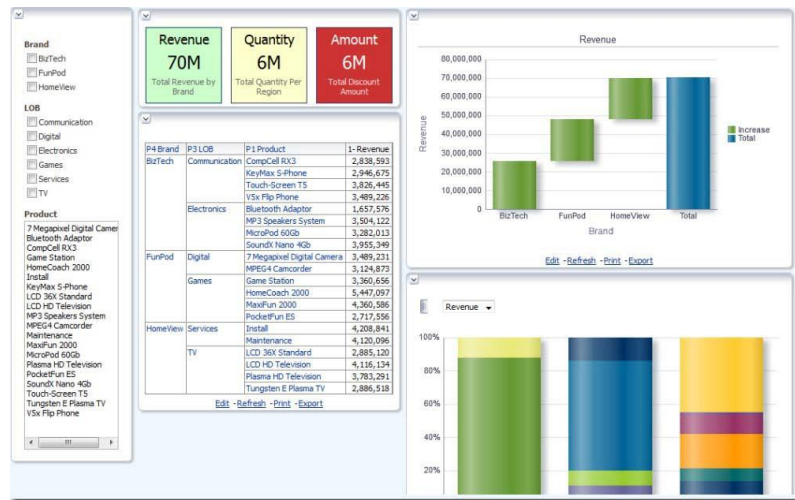 Brand
BizTech
FunPod
HomeView
LOB
Communication
Digital
Electronics
Games
Services
TV
Product
7 Megapixel Digital Camer
Bluetooth Adaptor
CompCell RX3
Game Station
HomeCoach 2000
Install
KeyMax S-Phone
LCD 36X Standard
LCD HD Television
MP3 Speakers System
MPEG4 Camcorder
Maintenance
MaxiFun 2000
MicroPod 60Gb
Plasma HD Television
PocketFun ES
SoundX Nano 4Gb
Touch-Screen T5
Tungsten E Plasma TV
V5x Flip Phone
Revenue
70M
Total Revenue by
Brand
Quantity
6M
Total Quantity Per
Region
Amount
6M
Total Discount
Amount
P4 Brand P3 LOB P1 Product 1- Revenue
BizTech Communication CompCell RX3 2,838,593
KeyMax S-Phone 2,946,675
Touch-Screen T5 3,826,445
V5x Flip Phone 3,489,226
Electronics Bluetooth Adaptor 1,657,576
MP3 Speakers System 3,504,122
MicroPod 60Gb 3,282,013
SoundX Nano 4Gb 3,955,349
FunPod Digital 7 Megapixel Digital Camera 3,489,231
MPEG4 Camcorder 3,124,873
Games Game Station 3,360,656
HomeCoach 2000 5,447,097
MaxiFun 2000 4,360,586
PocketFun ES 2,717,556
HomeView Services Install 4,208,841
Maintenance 4,120,096
TV LCD 36X Standard 2,885,120
LCD HD Television 4,116,134
Plasma HD Television 3,783,291
Tungsten E Plasma TV 2,886,518
Edit -Refresh -Print -Export
Revenue
80,000,000
70,000,000
60,000,000
50,000,000
40,000,000
30,000,000
20,000,000
10,000,000
0
Revenue
BizTech FunPod HomeView Total
Brand
Increase
Total
Edit -Refresh -Print -Export
Revenue
100%
80%
60%
40%
20%